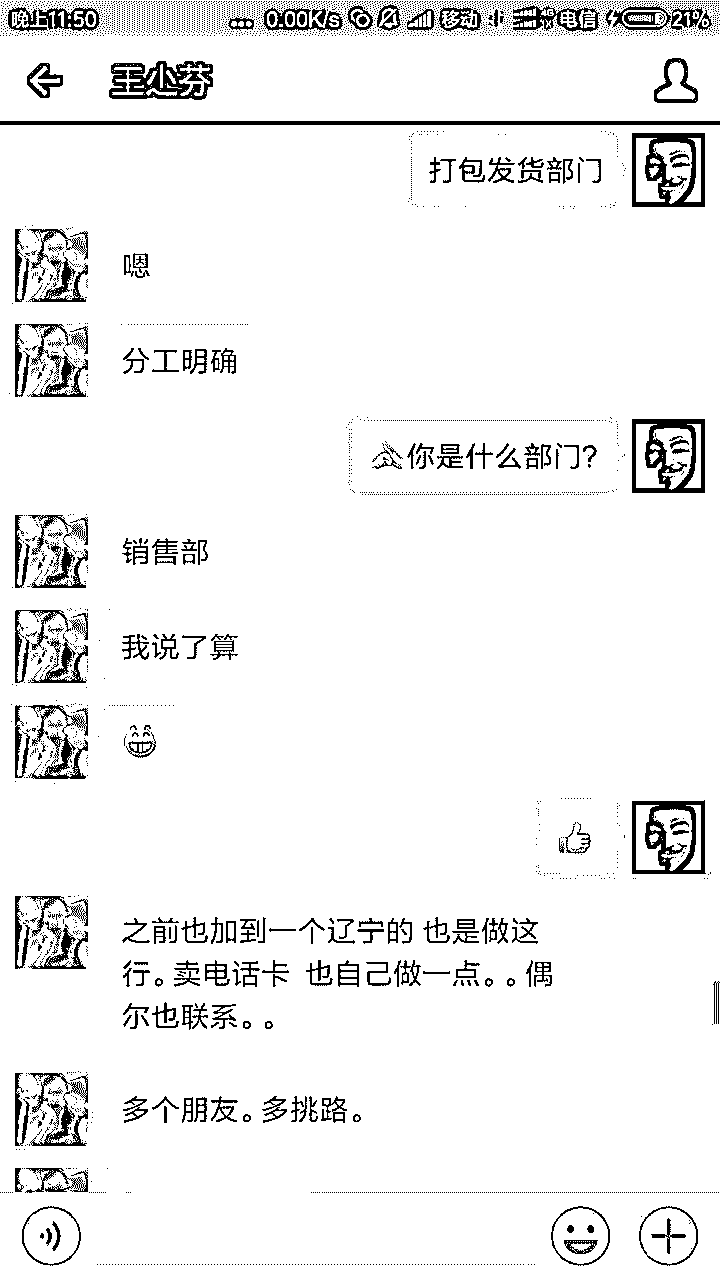 晚上11:50 ... 0.00K/s 移动 4G 电信 21%
王小芬
打包发货部门
嗯
分工明确
你是什么部门?
销售部
我说了算
之前也加到一个辽宁的 也是做这
行。卖电话卡 也自己做一点。。偶
尔也联系。。
多个朋友。多挑路。